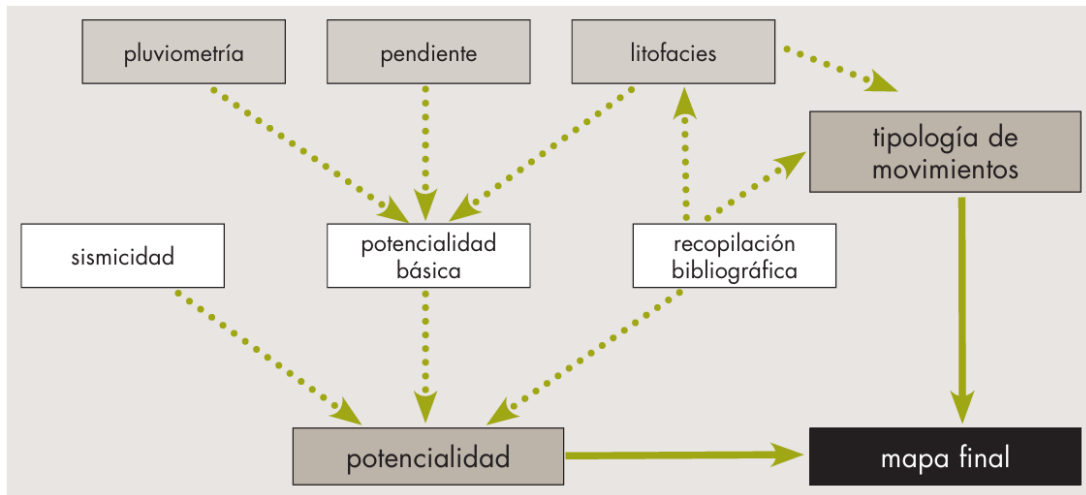 pluviometría
pendiente
litofacies
tipología de
movimientos
sismicidad
potencialidad
básica
recopilación
bibliográfica
potencialidad
mapa final